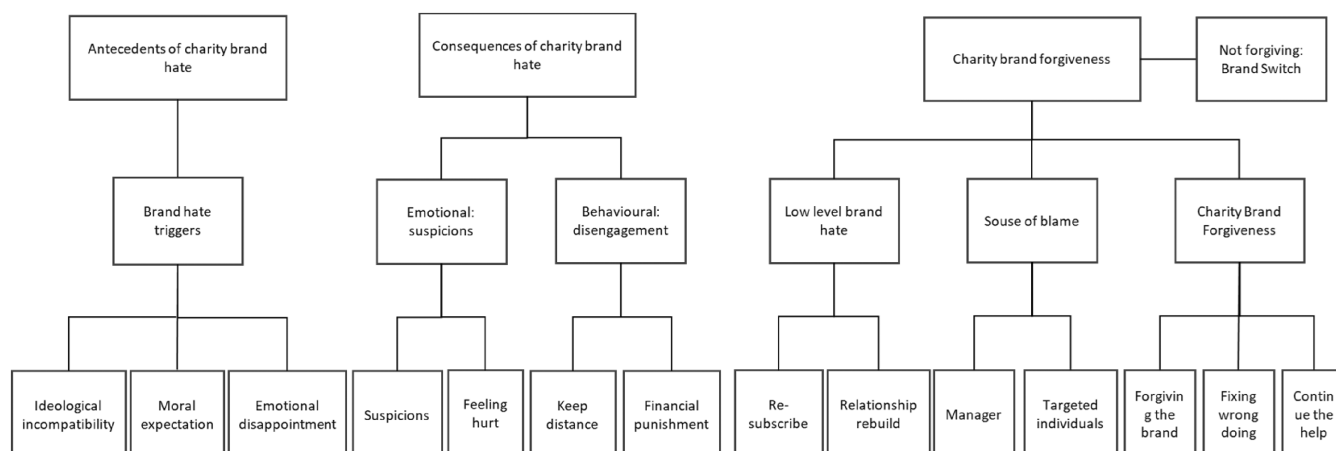 Antecedents of charity brand
hate
Consequences of charity brand
hate
Charity brand forgiveness
Not forgiving:
Brand Switch
Brand hate
triggers
Emotional:
suspicions
Behavioural:
disengagement
Low level brand
hate
Souse of blame
Charity Brand
Forgiveness
Ideological
incompatibility
Moral
expectation
Emotional
disappointment
Suspicions
Feeling
hurt
Keep
distance
Financial
punishment
Re-
subscribe
Relationship
rebuild
Manager
Targeted
individuals
Forgivin
g the
brand
Fixing
wrong
doing
Contin
ue the
help